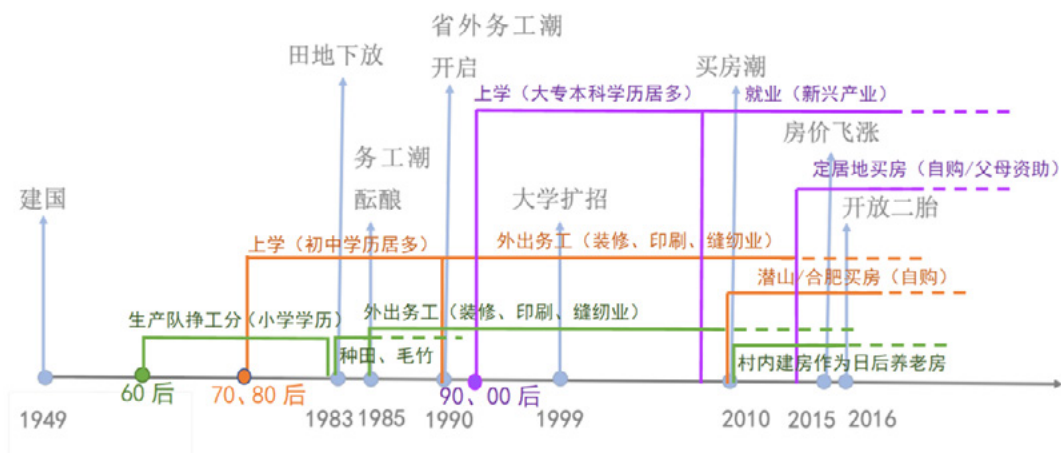 省外务工潮
开启
田地下放
买房潮
上学（大专本科学历居多）
就业（新兴产业）
房价飞涨
务工潮
酝酿
定居地买房（自购/父母资助）
建国
大学扩招
开放二胎
上学（初中学历居多）
外出务工（装修、印刷、缝纫业）
潜山/合肥买房（自购）
生产队挣工分（小学学历）
外出务工（装修、印刷、缝纫业）
种田、毛竹
村内建房作为日后养老房
60后
70、80后
90、00后
1949
1983
1985
1990
1999
2010
2015
2016